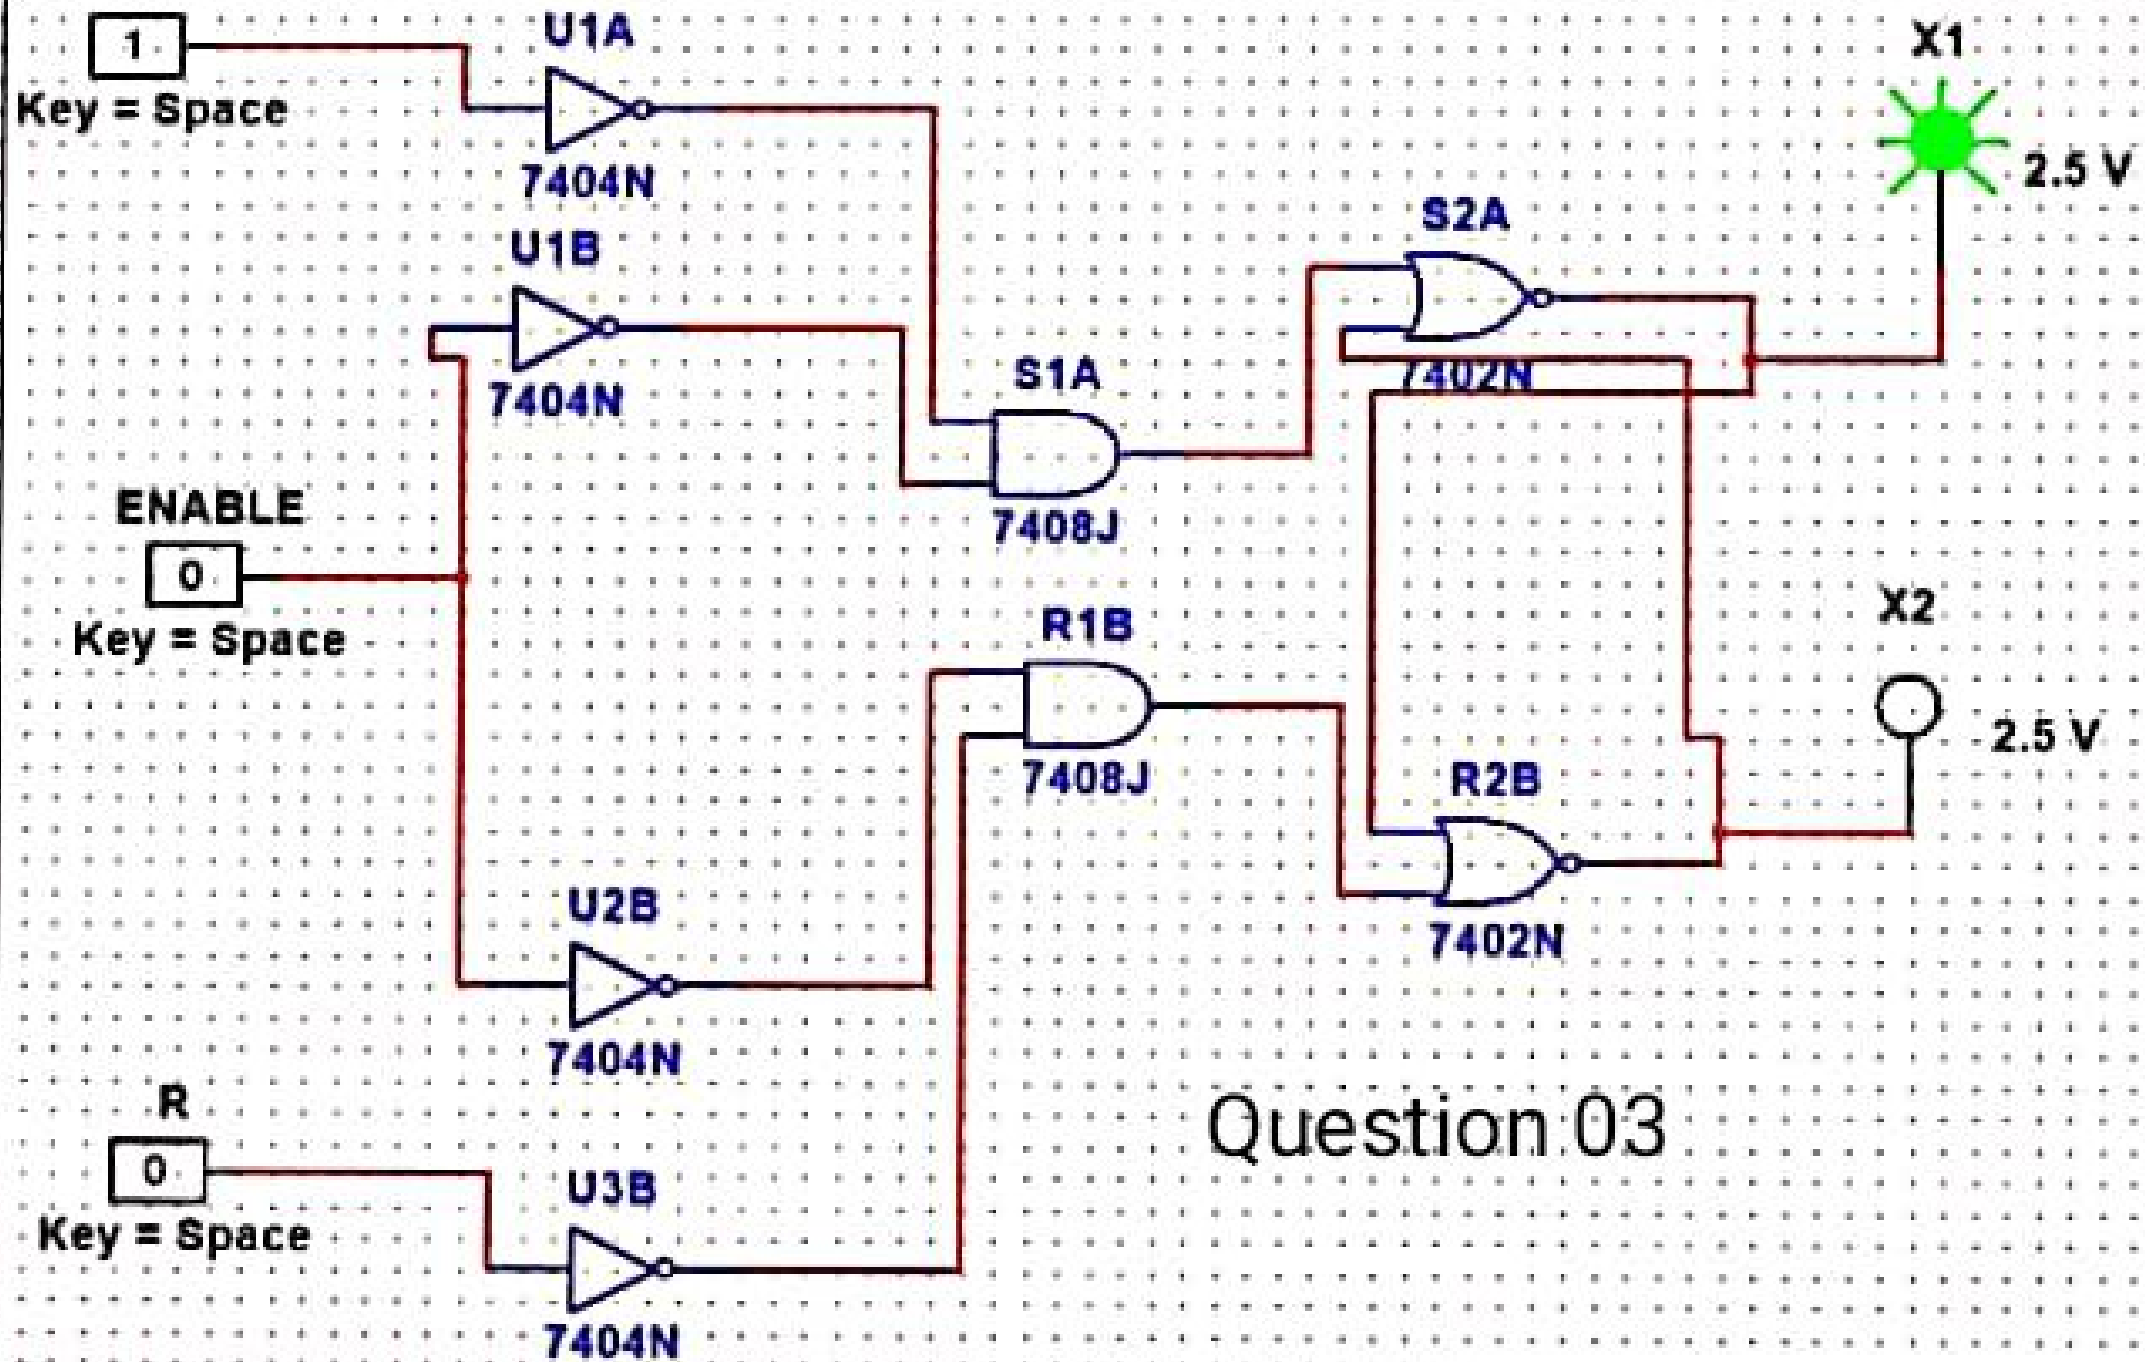 1
Key = Space
U1A
7404N
U1B
7404N
ENABLE
0
Key = Space
S1A
7408J
S2A
7402N
X1
2.5 V
R1B
7408J
X2
2.5 V
R2B
7402N
U2B
7404N
R
0
Key = Space
U3B
7404N
Question 03